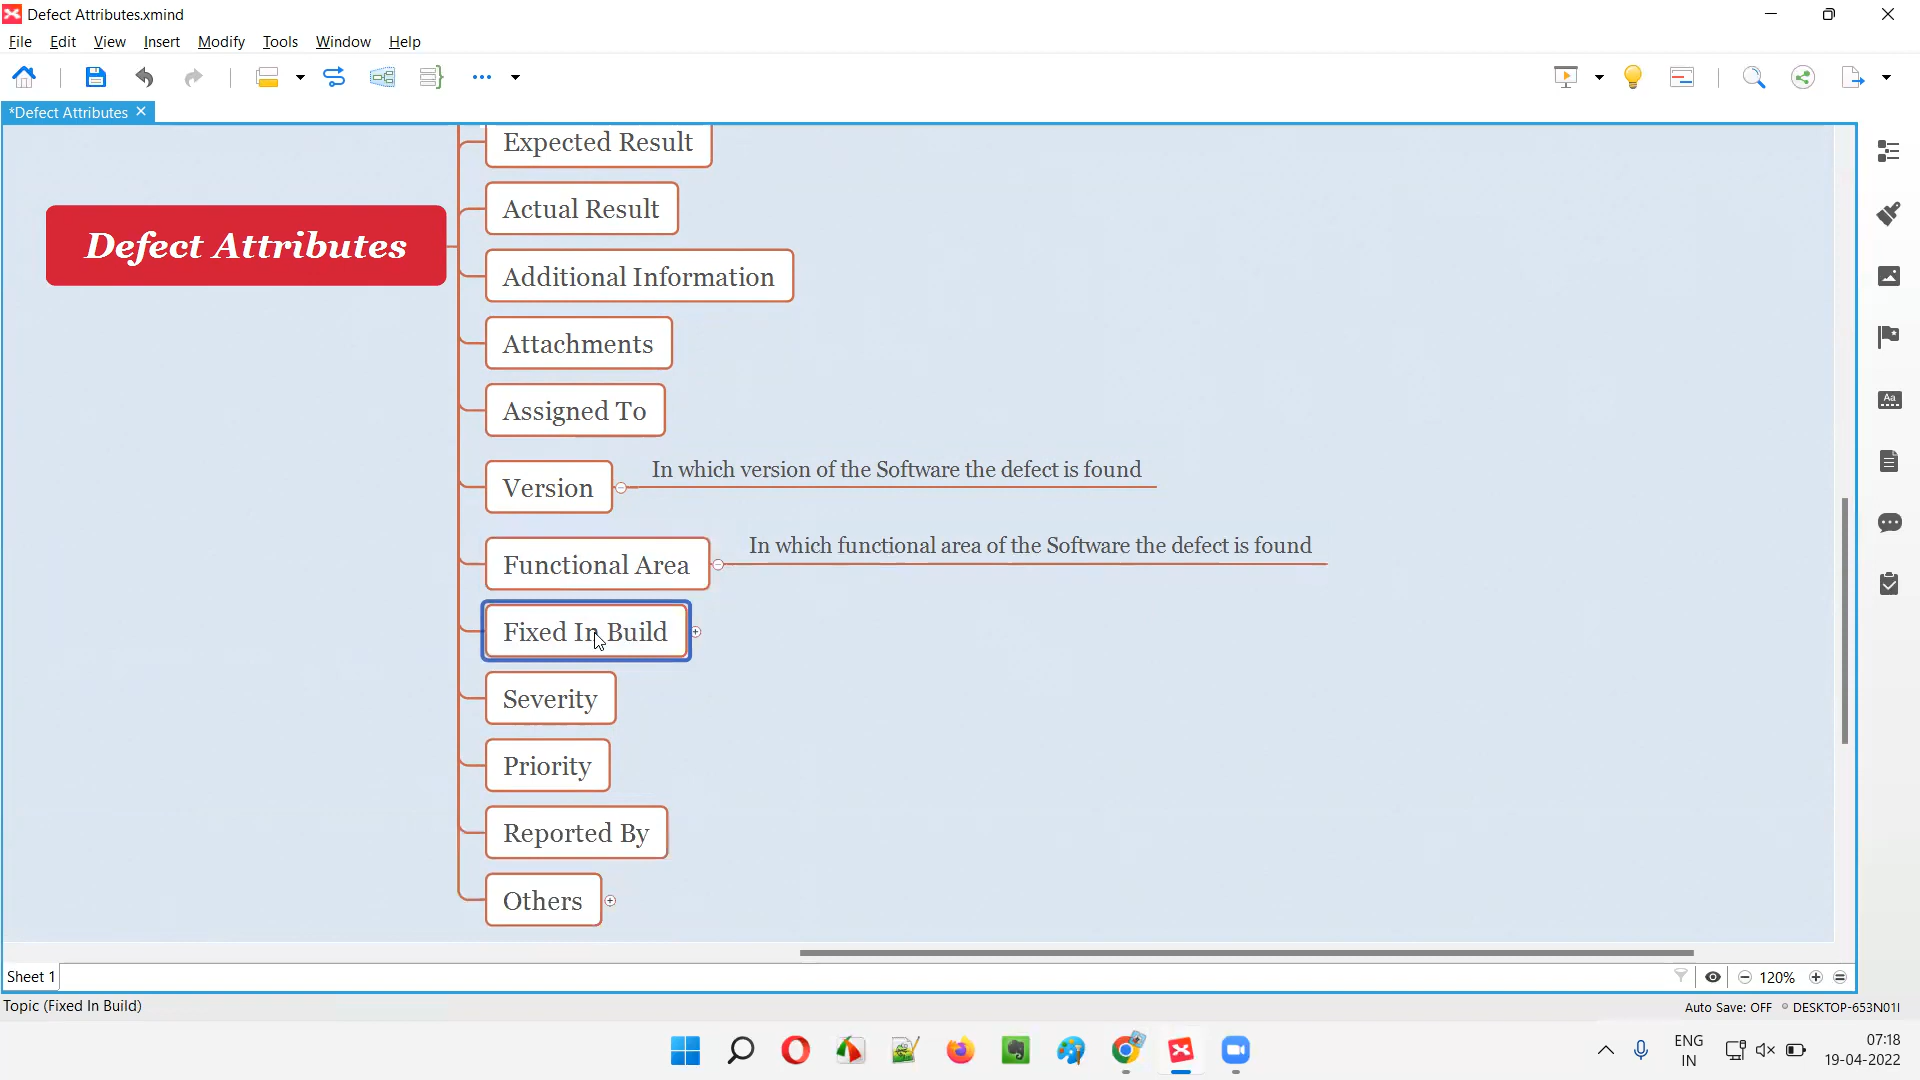 Defect Attributes.xmind
File Edit View Insert Modify Tools Window Help
*Defect Attributes
Expected Result
Actual Result
Defect Attributes
Additional Information
Attachments
Assigned To
Version
In which version of the Software the defect is found
Functional Area
In which functional area of the Software the defect is found
Fixed In Build
Severity
Priority
Reported By
Others
Aa
Sheet 1
120%
Topic (Fixed In Build)
Auto Save: OFF
DESKTOP-653N01I
ENG
IN
07:18
19-04-2022